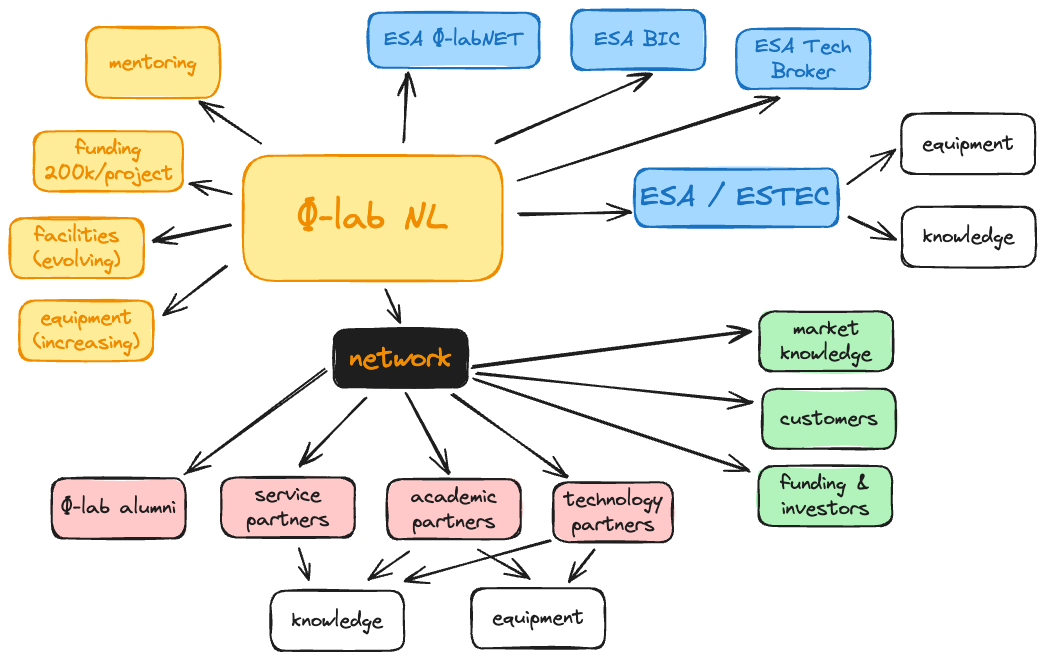 ESA Φ-labNET
ESA BIC
ESA Tech
Broker
mentoring
funding
200k/project
facilities
(evolving)
equipment
(increasing)
Φ-lab NL
ESA / ESTEC
equipment
knowledge
network
market
knowledge
customers
funding &
investors
Φ-lab alumni
service
partners
academic
partners
technology
partners
knowledge
equipment